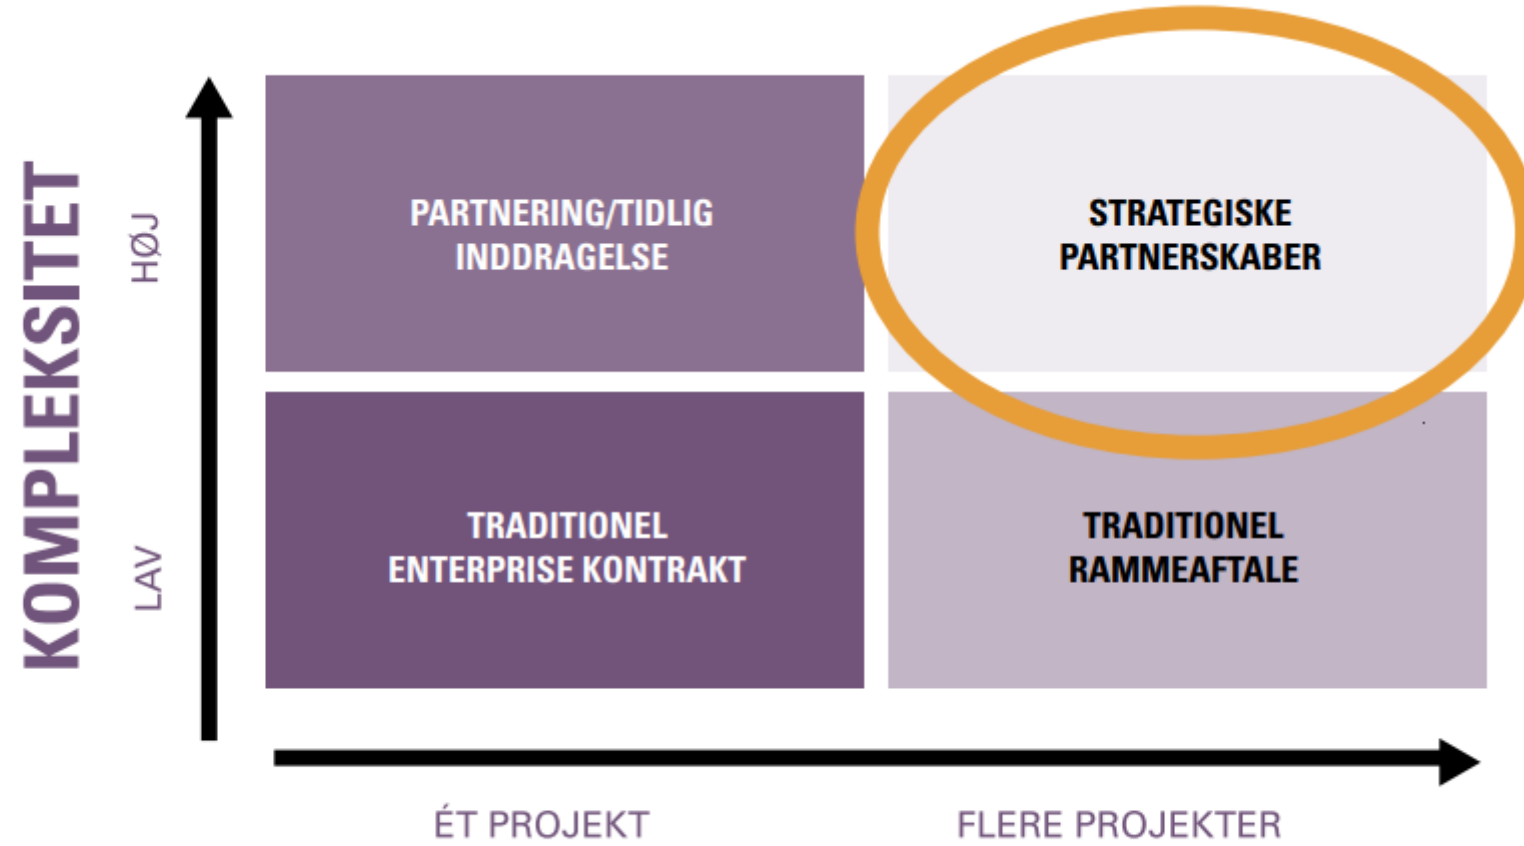 KOMPLEKSITET
HØJ
LAV
PARTNERING/TIDLIG
INDDRAGELSE
STRATEGISKE
PARTNERSKABER
TRADITIONEL
ENTERPRISE KONTRAKT
TRADITIONEL
RAMMEAFTALE
ÉT PROJEKT
FLERE PROJEKTER